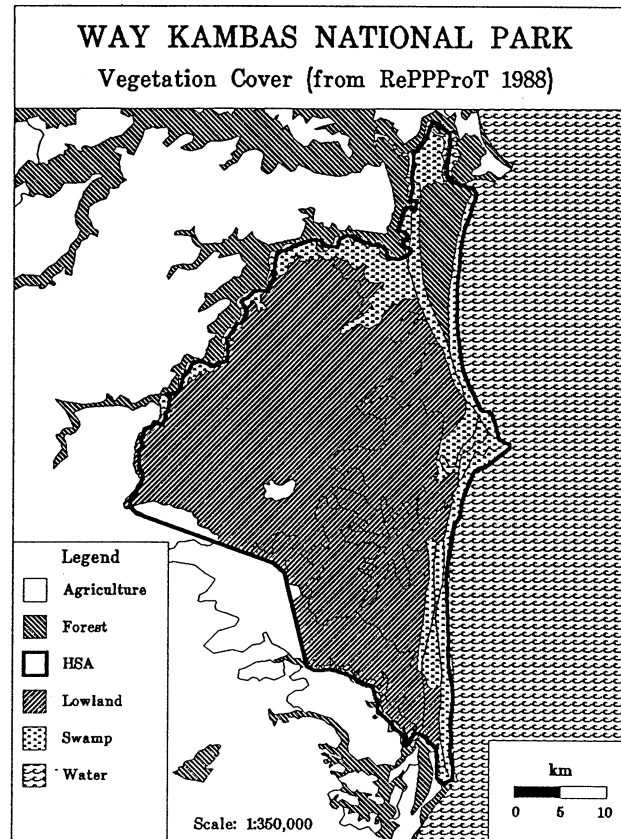 WAY KAMBAS NATIONAL PARK
Vegetation Cover (from RePPProT 1988)
Legend
Agriculture
Forest
HSA
Lowland
Swamp
Water
Scale: 1:350,000
km
0 5 10